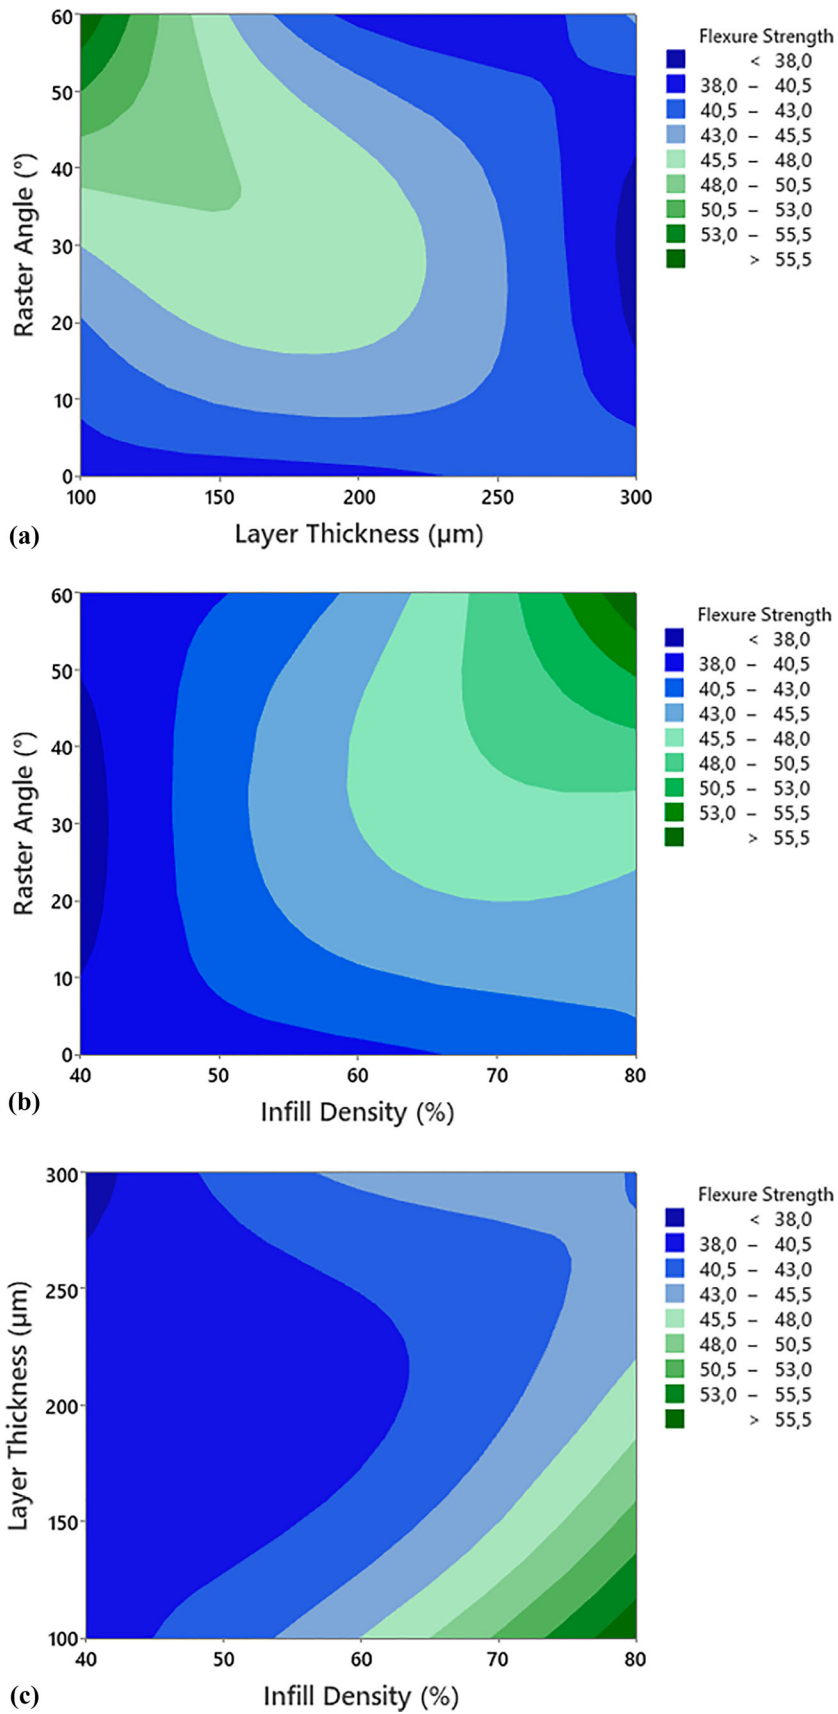 60
50
40
30
20
10
0
Raster Angle (°)
100 150 200 250 300
Layer Thickness (µm)
(a)
Flexure Strength
< 38,0
38,0 – 40,5
40,5 – 43,0
43,0 – 45,5
45,5 – 48,0
48,0 – 50,5
50,5 – 53,0
53,0 – 55,5
> 55,5
60
50
40
30
20
10
0
Raster Angle (°)
40 50 60 70 80
Infill Density (%)
(b)
Flexure Strength
< 38,0
38,0 – 40,5
40,5 – 43,0
43,0 – 45,5
45,5 – 48,0
48,0 – 50,5
50,5 – 53,0
53,0 – 55,5
> 55,5
300
250
200
150
100
Layer Thickness (µm)
40 50 60 70 80
Infill Density (%)
(c)
Flexure Strength
< 38,0
38,0 – 40,5
40,5 – 43,0
43,0 – 45,5
45,5 – 48,0
48,0 – 50,5
50,5 – 53,0
53,0 – 55,5
> 55,5